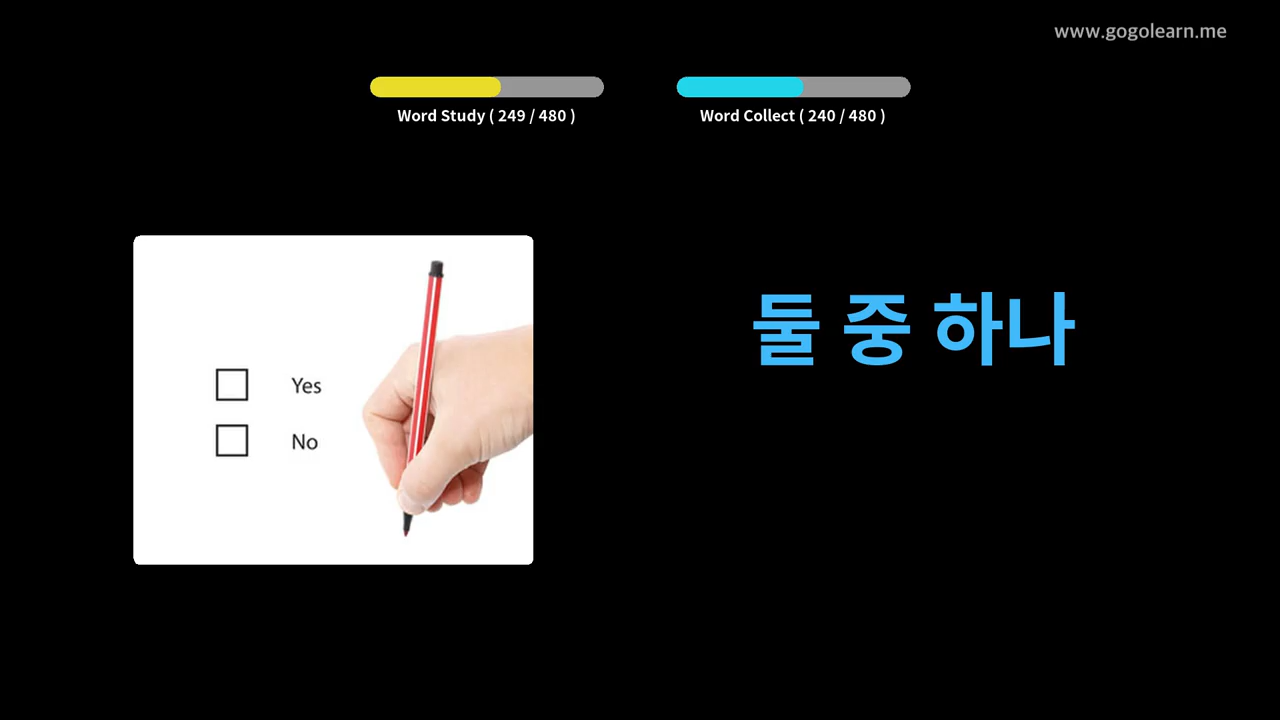 www.gogolearn.me
Word Study ( 249 / 480 )
Word Collect ( 240 / 480 )
둘 중 하나
Yes
No